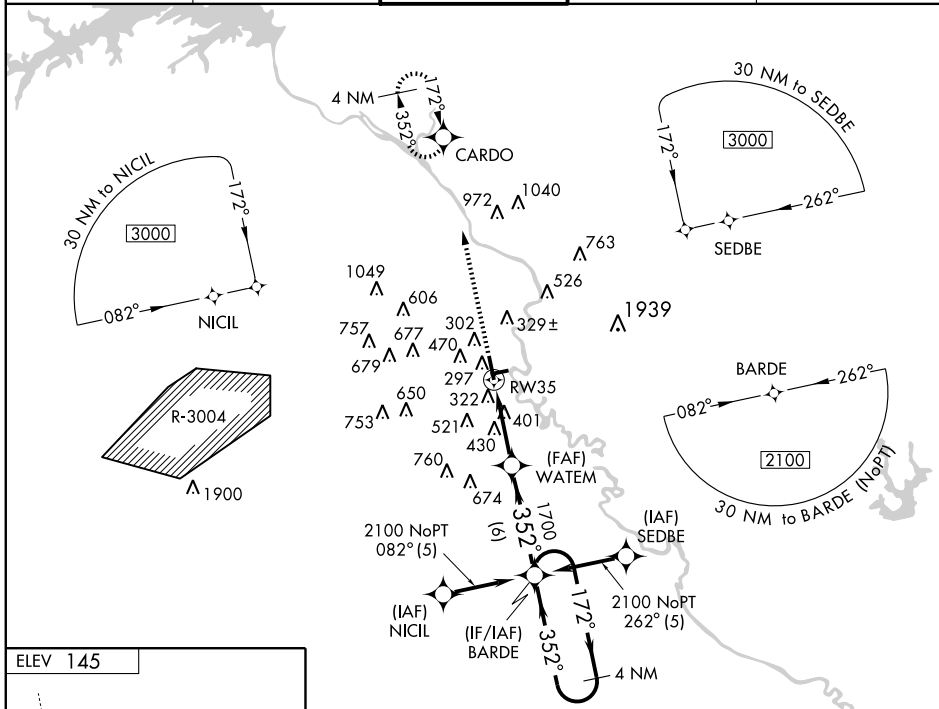 4 NM
172°
352°
CARDO
30 NM to SEDBE
172°
3000
262°
SEDBE
30 NM to NICIL
172°
3000
082°
NICIL
972
1040
763
526
1049
606
302
329±
1939
757
677
679
470
297
RW35
322
650
753
521
401
430
R-3004
1900
760
674
(FAF)
WATEM
BARDE
082°
262°
2100
30 NM to BARDE (NoPT)
1700
352°
(6)
2100 NoPT
082° (5)
(IAF)
SEDBE
2100 NoPT
262° (5)
(IAF)
NICIL
(IF/IAF)
BARDE
172°
352°
4 NM
ELEV 145